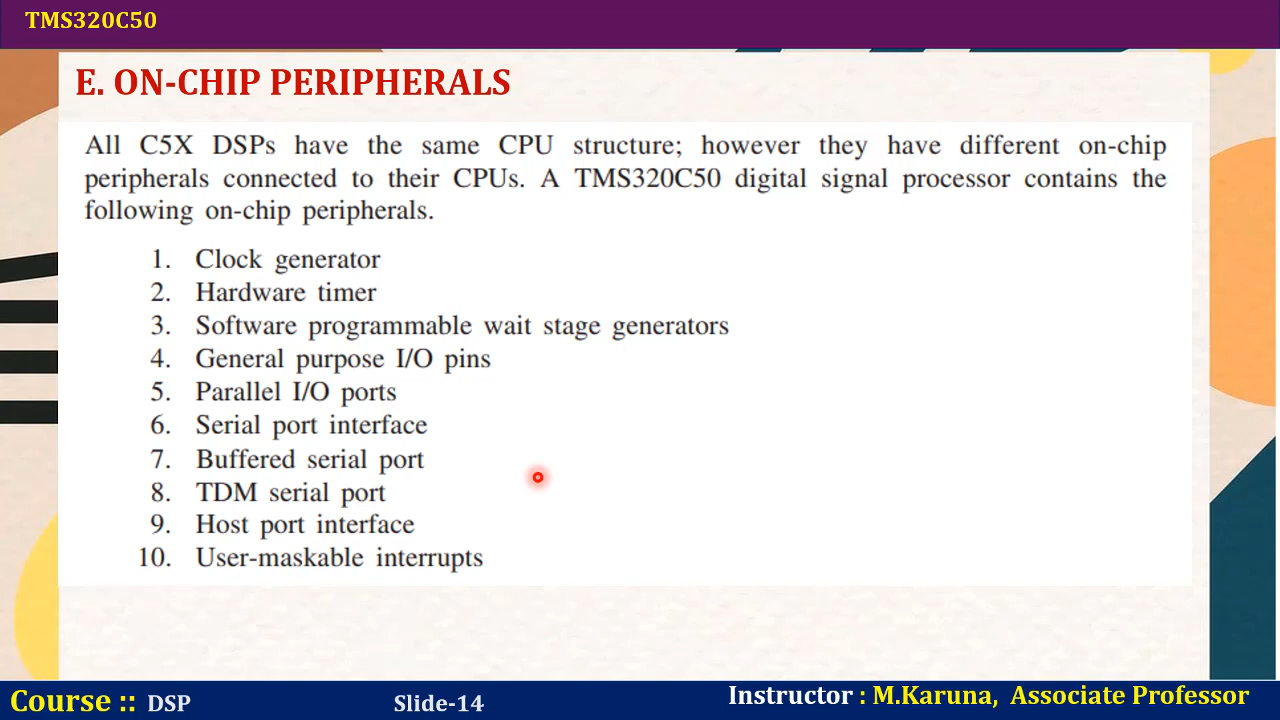 TMS320C50
E. ON-CHIP PERIPHERALS
All C5X DSPs have the same CPU structure; however they have different on-chip
peripherals connected to their CPUs. A TMS320C50 digital signal processor contains the
following on-chip peripherals.
1. Clock generator
2. Hardware timer
3. Software programmable wait stage generators
4. General purpose I/O pins
5. Parallel I/O ports
6. Serial port interface
7. Buffered serial port
8. TDM serial port
9. Host port interface
10. User-maskable interrupts
Course :: DSP Slide-14 Instructor : M.Karuna, Associate Professor